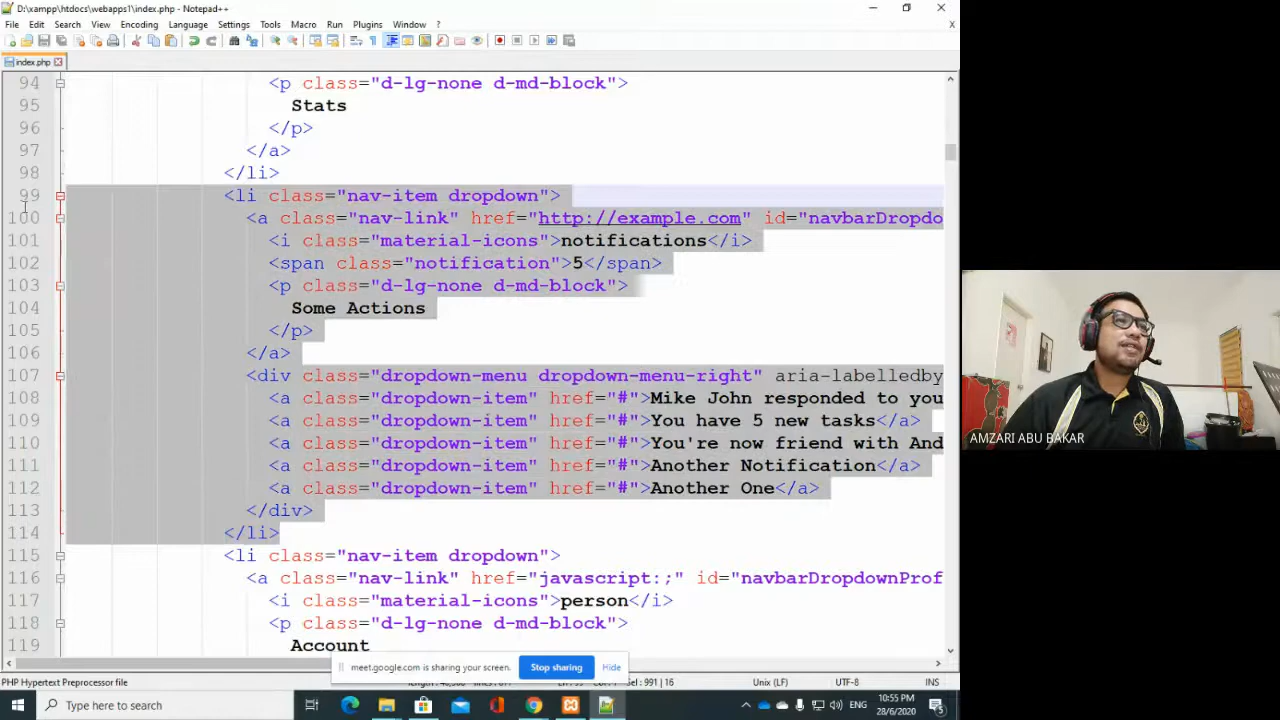 D:\xampp\htdocs\webapps1\index.php - Notepad++
File Edit Search View Encoding Language Settings Tools Macro Run Plugins Window ?
X
index.php
94 <p class="d-lg-none d-md-block">
95 Stats
96 </p>
97 </a>
98 </li>
99 <li class="nav-item dropdown">
100 <a class="nav-link" href="http://example.com" id="navbarDropdo
101 <i class="material-icons">notifications</i>
102 <span class="notification">5</span>
103 <p class="d-lg-none d-md-block">
104 Some Actions
105 </p>
106 </a>
107 <div class="dropdown-menu dropdown-menu-right" aria-labelledby
108 <a class="dropdown-item" href="#">Mike John responded to you
109 <a class="dropdown-item" href="#">You have 5 new tasks</a>
110 <a class="dropdown-item" href="#">You're now friend with And
111 <a class="dropdown-item" href="#">Another Notification</a>
112 <a class="dropdown-item" href="#">Another One</a>
113 </div>
114 </li>
115 <li class="nav-item dropdown">
116 <a class="nav-link" href="javascript:;" id="navbarDropdownProf
117 <i class="material-icons">person</i>
118 <p class="d-lg-none d-md-block">
119 Account
meet.google.com is sharing your screen. Stop sharing Hide
PHP Hypertext Preprocessor file Sel : 991 | 16 Unix (LF) UTF-8 INS
Type here to search
ENG
10:55 PM
28/6/2020
5
AMZARI ABU BAKAR